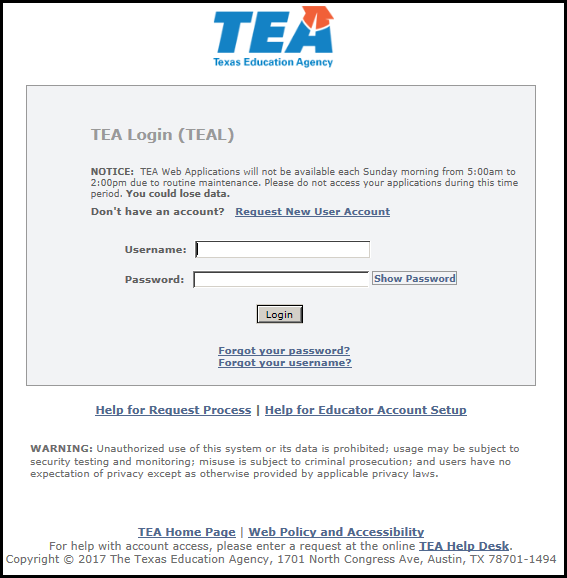 TEA
Texas Education Agency
TEA Login (TEAL)
NOTICE: TEA Web Applications will not be available each Sunday morning from 5:00am to
2:00pm due to routine maintenance. Please do not access your applications during this time
period. You could lose data.
Don't have an account? Request New User Account
Username:
Password: Show Password
Login
Forgot your password?
Forgot your username?
Help for Request Process | Help for Educator Account Setup
WARNING: Unauthorized use of this system or its data is prohibited; usage may be subject to
security testing and monitoring; misuse is subject to criminal prosecution; and users have no
expectation of privacy except as otherwise provided by applicable privacy laws.
TEA Home Page | Web Policy and Accessibility
For help with account access, please enter a request at the online TEA Help Desk.
Copyright © 2017 The Texas Education Agency, 1701 North Congress Ave, Austin, TX 78701-1494